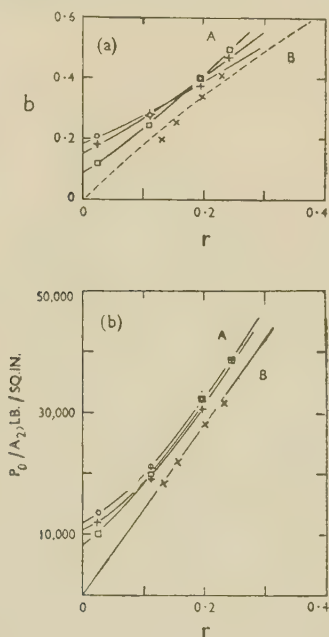 (a)
A
B
0·6
0·4
0·2
0
b
0
0·2
0·4
r
(b)
A
B
50,000
30,000
10,000
P₀/A₂, LB./SQ.IN.
0
0·2
0·4
r